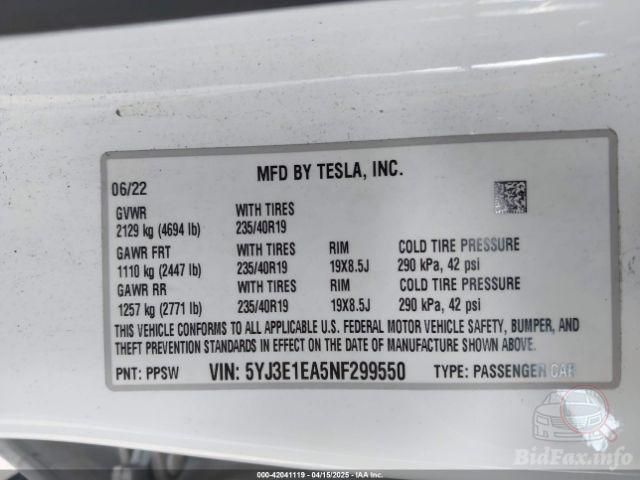 MFD BY TESLA, INC.
06/22
GVWR WITH TIRES
2129 kg (4694 lb) 235/40R19
GAWR FRT WITH TIRES RIM COLD TIRE PRESSURE
1110 kg (2447 lb) 235/40R19 19X8.5J 290 kPa, 42 psi
GAWR RR WITH TIRES RIM COLD TIRE PRESSURE
1257 kg (2771 lb) 235/40R19 19X8.5J 290 kPa, 42 psi
THIS VEHICLE CONFORMS TO ALL APPLICABLE U.S. FEDERAL MOTOR VEHICLE SAFETY, BUMPER, AND
THEFT PREVENTION STANDARDS IN EFFECT ON THE DATE OF MANUFACTURE SHOWN ABOVE.
PNT: PPSW VIN: 5YJ3E1EA5NF299550 TYPE: PASSENGER CAR
BidFax.info
000-42041119 - 04/15/2025 - IAA Inc.